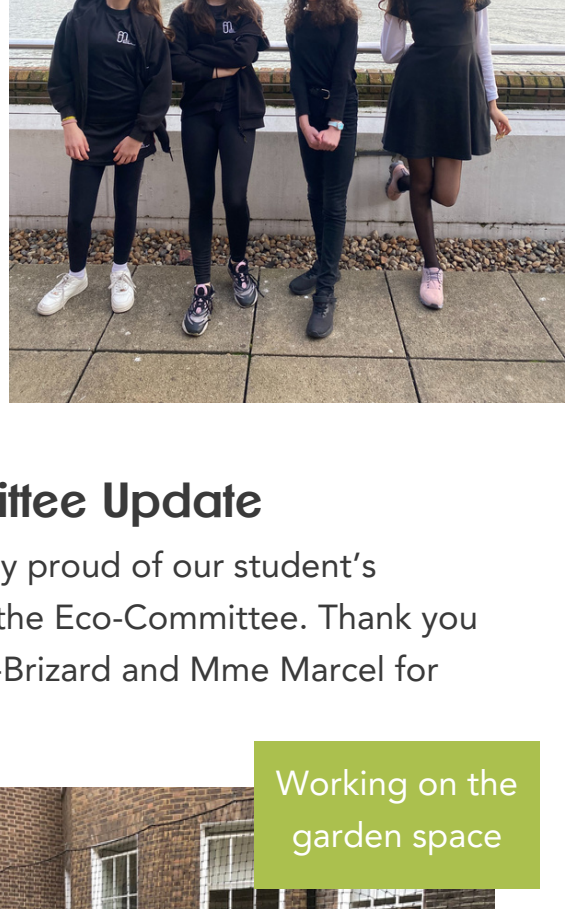 ittee Update
y proud of our student's
the Eco-Committee. Thank you
-Brizard and Mme Marcel for
Working on the
garden space